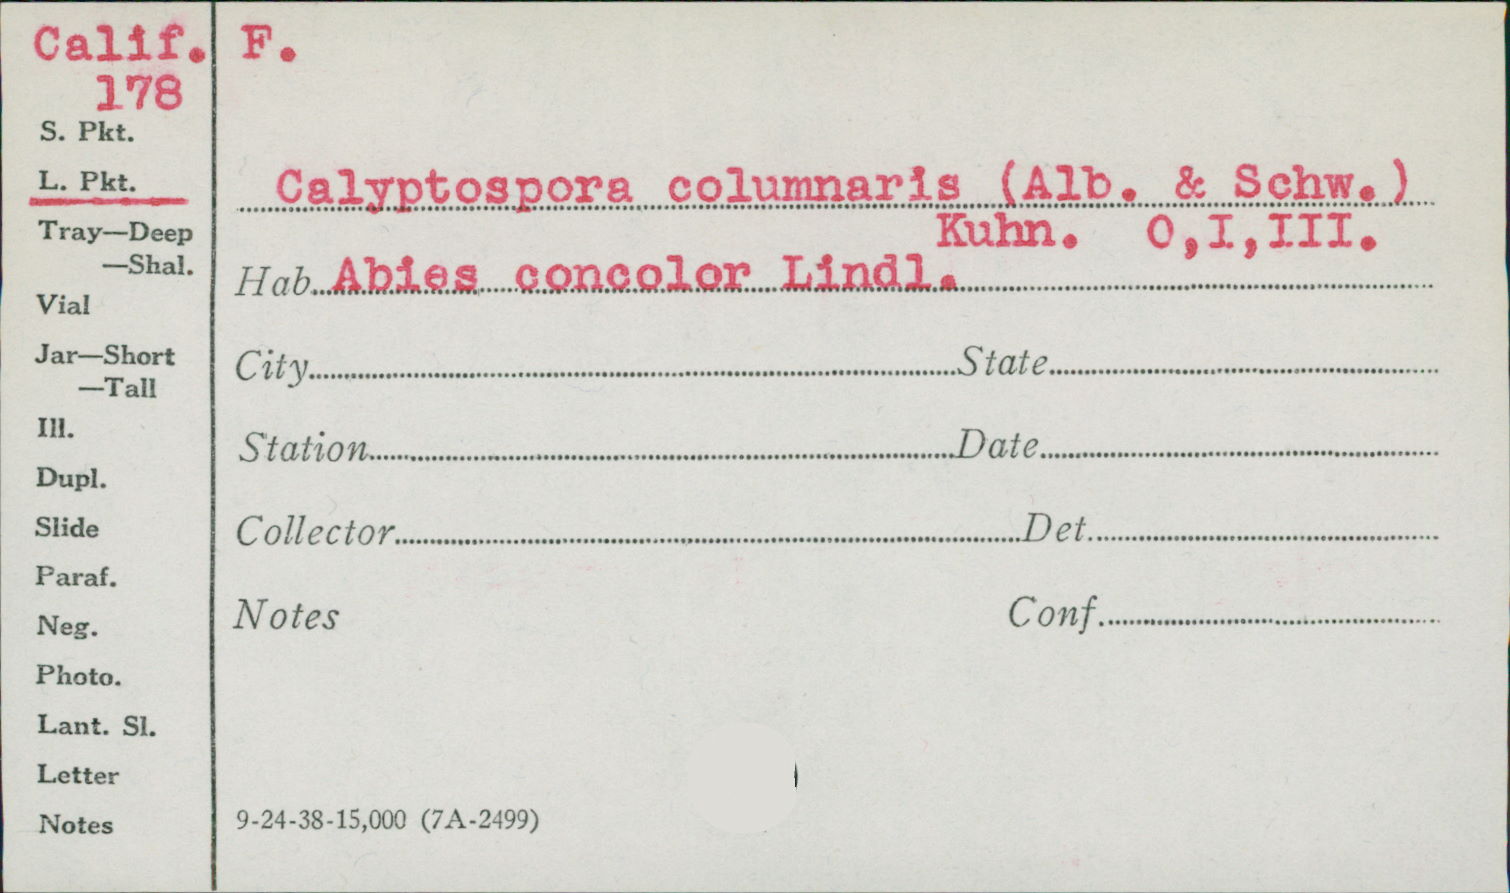 Calif. F.
178
S. Pkt.
L. Pkt.
Tray—Deep
—Shal.
Vial
Jar—Short
—Tall
Ill.
Dupl.
Slide
Paraf.
Neg.
Photo.
Lant. Sl.
Letter
Notes
Calyptospora columnaris (Alb. & Schw.)
Kuhn. O,I,III.
Hab. Abies concolor Lindl.
City State
Station Date
Collector Det.
Notes Conf.
9-24-38-15,000 (7A-2499)